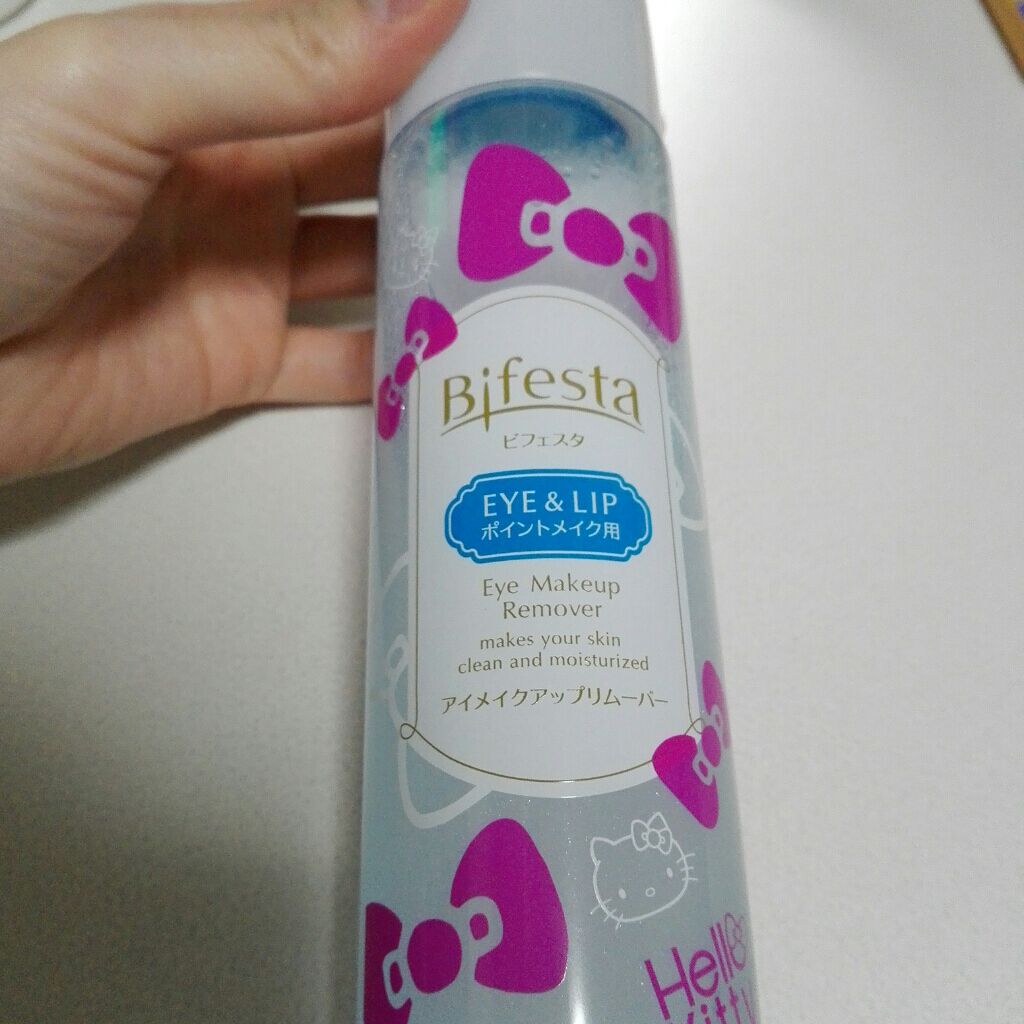 Bifesta
ビフェスタ
EYE & LIP
ポイントメイク用
Eye Makeup
Remover
makes your skin
clean and moisturized
アイメイクアップリムーバー
Hello
Kitty